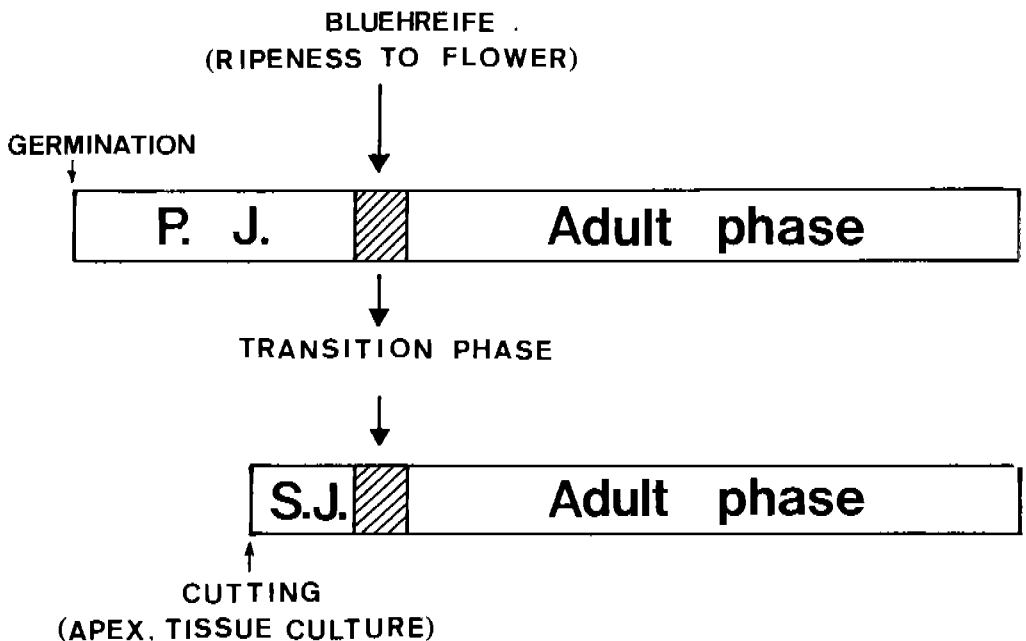 BLUEHREIFE .
(RIPENESS TO FLOWER)
GERMINATION
P. J.
Adult phase
TRANSITION PHASE
S.J.
Adult phase
CUTTING
(APEX, TISSUE CULTURE)